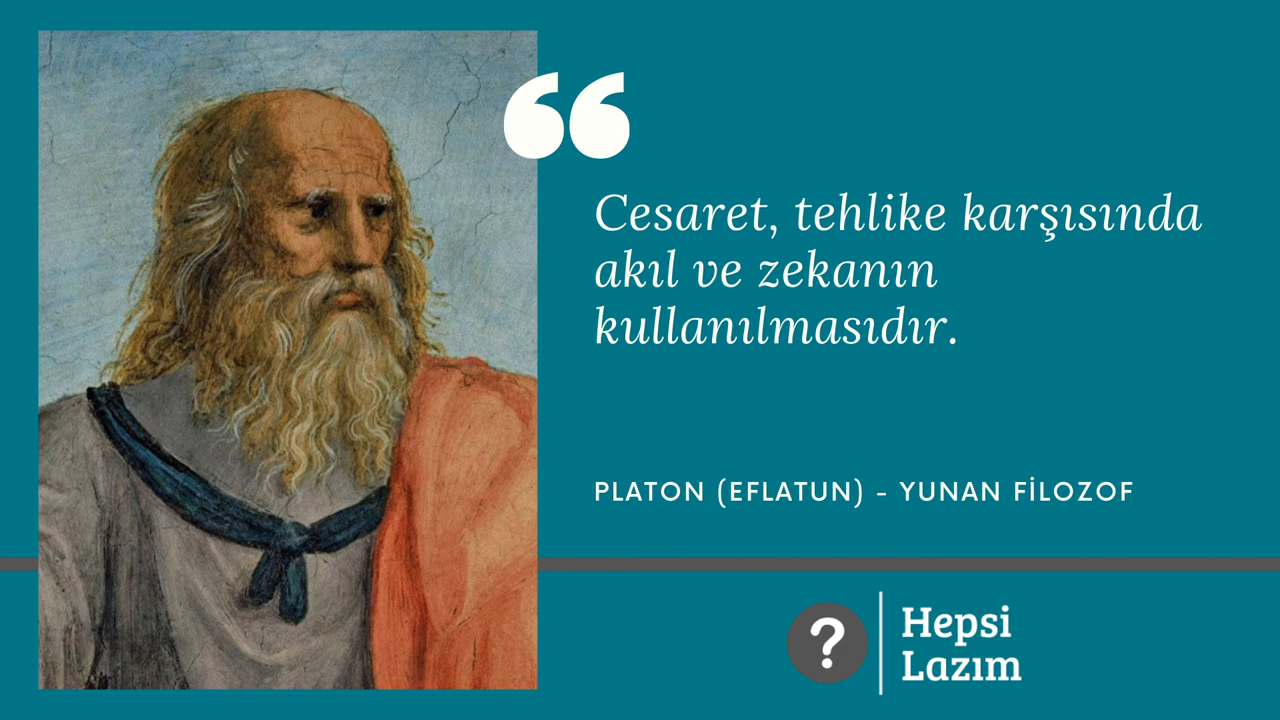 Cesaret, tehlike karşısında
akıl ve zekanın
kullanılmasıdır.
PLATON (EFLATUN) - YUNAN FİLOZOF
Hepsi
Lazım